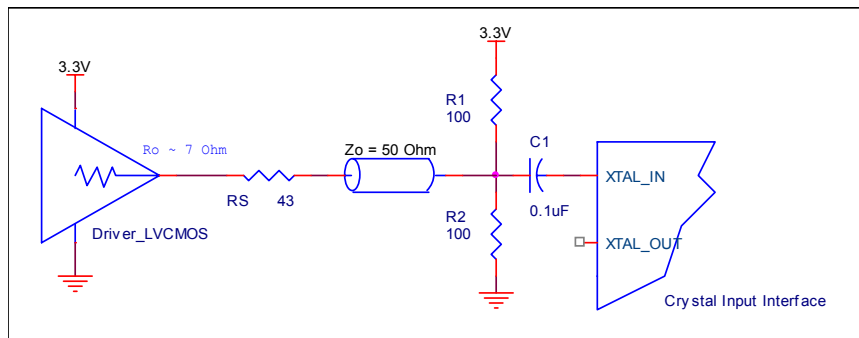 3.3V
Ro ~ 7 Ohm
RS 43
Driver_LVCMOS
Zo = 50 Ohm
3.3V
R1
100
R2
100
C1
0.1uF
XTAL_IN
XTAL_OUT
Crystal Input Interface